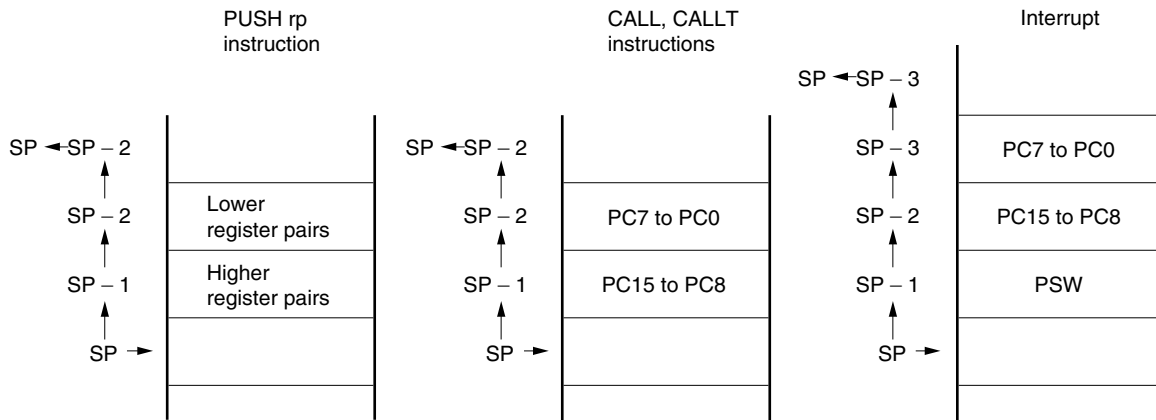 PUSH rp
instruction
SP SP – 2
SP – 2
Lower
register pairs
SP – 1
Higher
register pairs
SP
CALL, CALLT
instructions
SP SP – 2
SP – 2
PC7 to PC0
SP – 1
PC15 to PC8
SP
Interrupt
SP SP – 3
SP – 3
PC7 to PC0
SP – 2
PC15 to PC8
SP – 1
PSW
SP